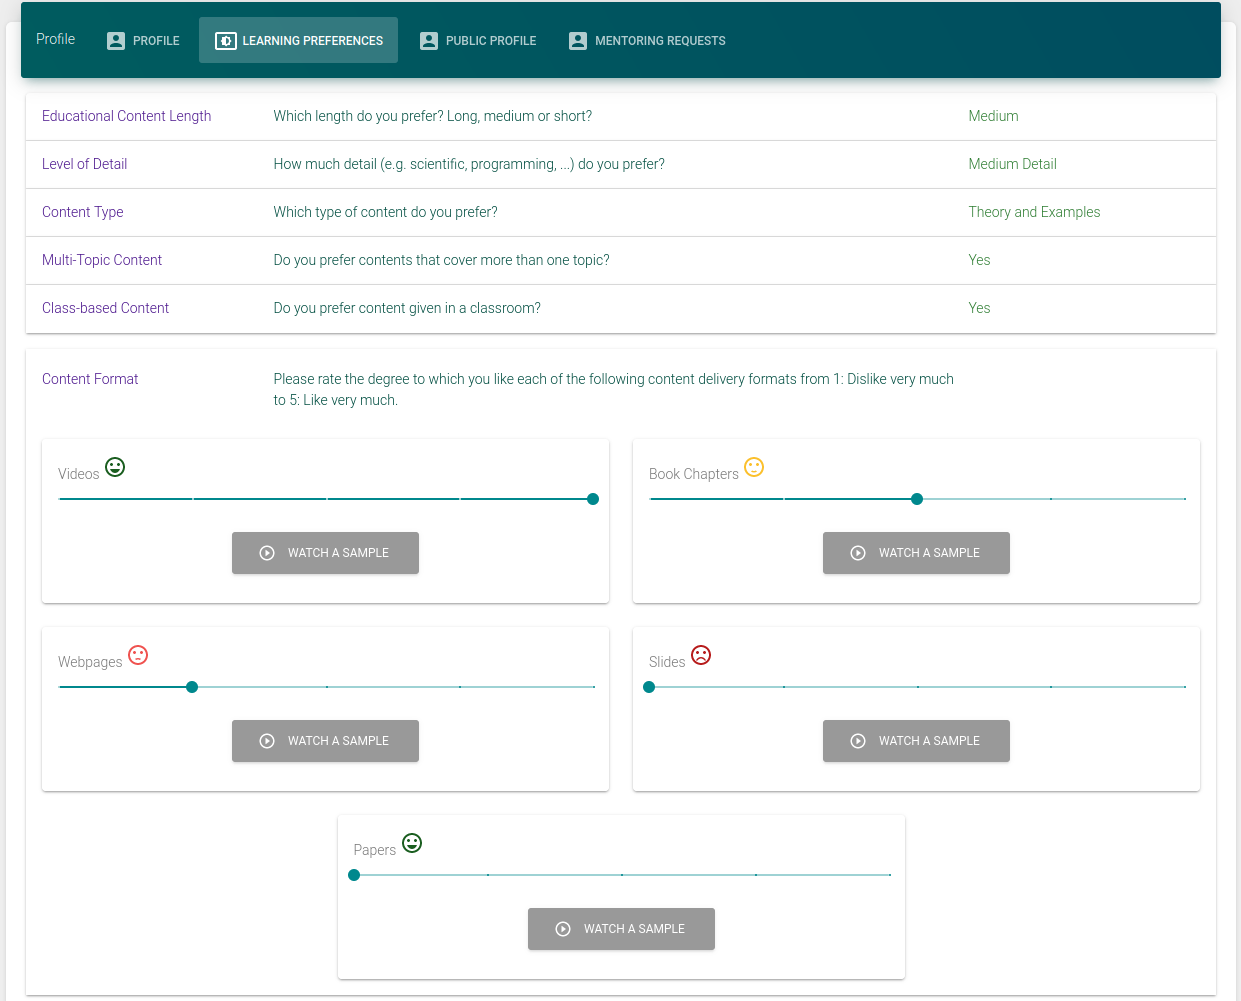 Profile PROFILE LEARNING PREFERENCES PUBLIC PROFILE MENTORING REQUESTS
Educational Content Length Which length do you prefer? Long, medium or short? Medium
Level of Detail How much detail (e.g. scientific, programming, ...) do you prefer? Medium Detail
Content Type Which type of content do you prefer? Theory and Examples
Multi-Topic Content Do you prefer contents that cover more than one topic? Yes
Class-based Content Do you prefer content given in a classroom? Yes
Content Format Please rate the degree to which you like each of the following content delivery formats from 1: Dislike very much
to 5: Like very much.
Videos
WATCH A SAMPLE
Book Chapters
WATCH A SAMPLE
Webpages
WATCH A SAMPLE
Slides
WATCH A SAMPLE
Papers
WATCH A SAMPLE